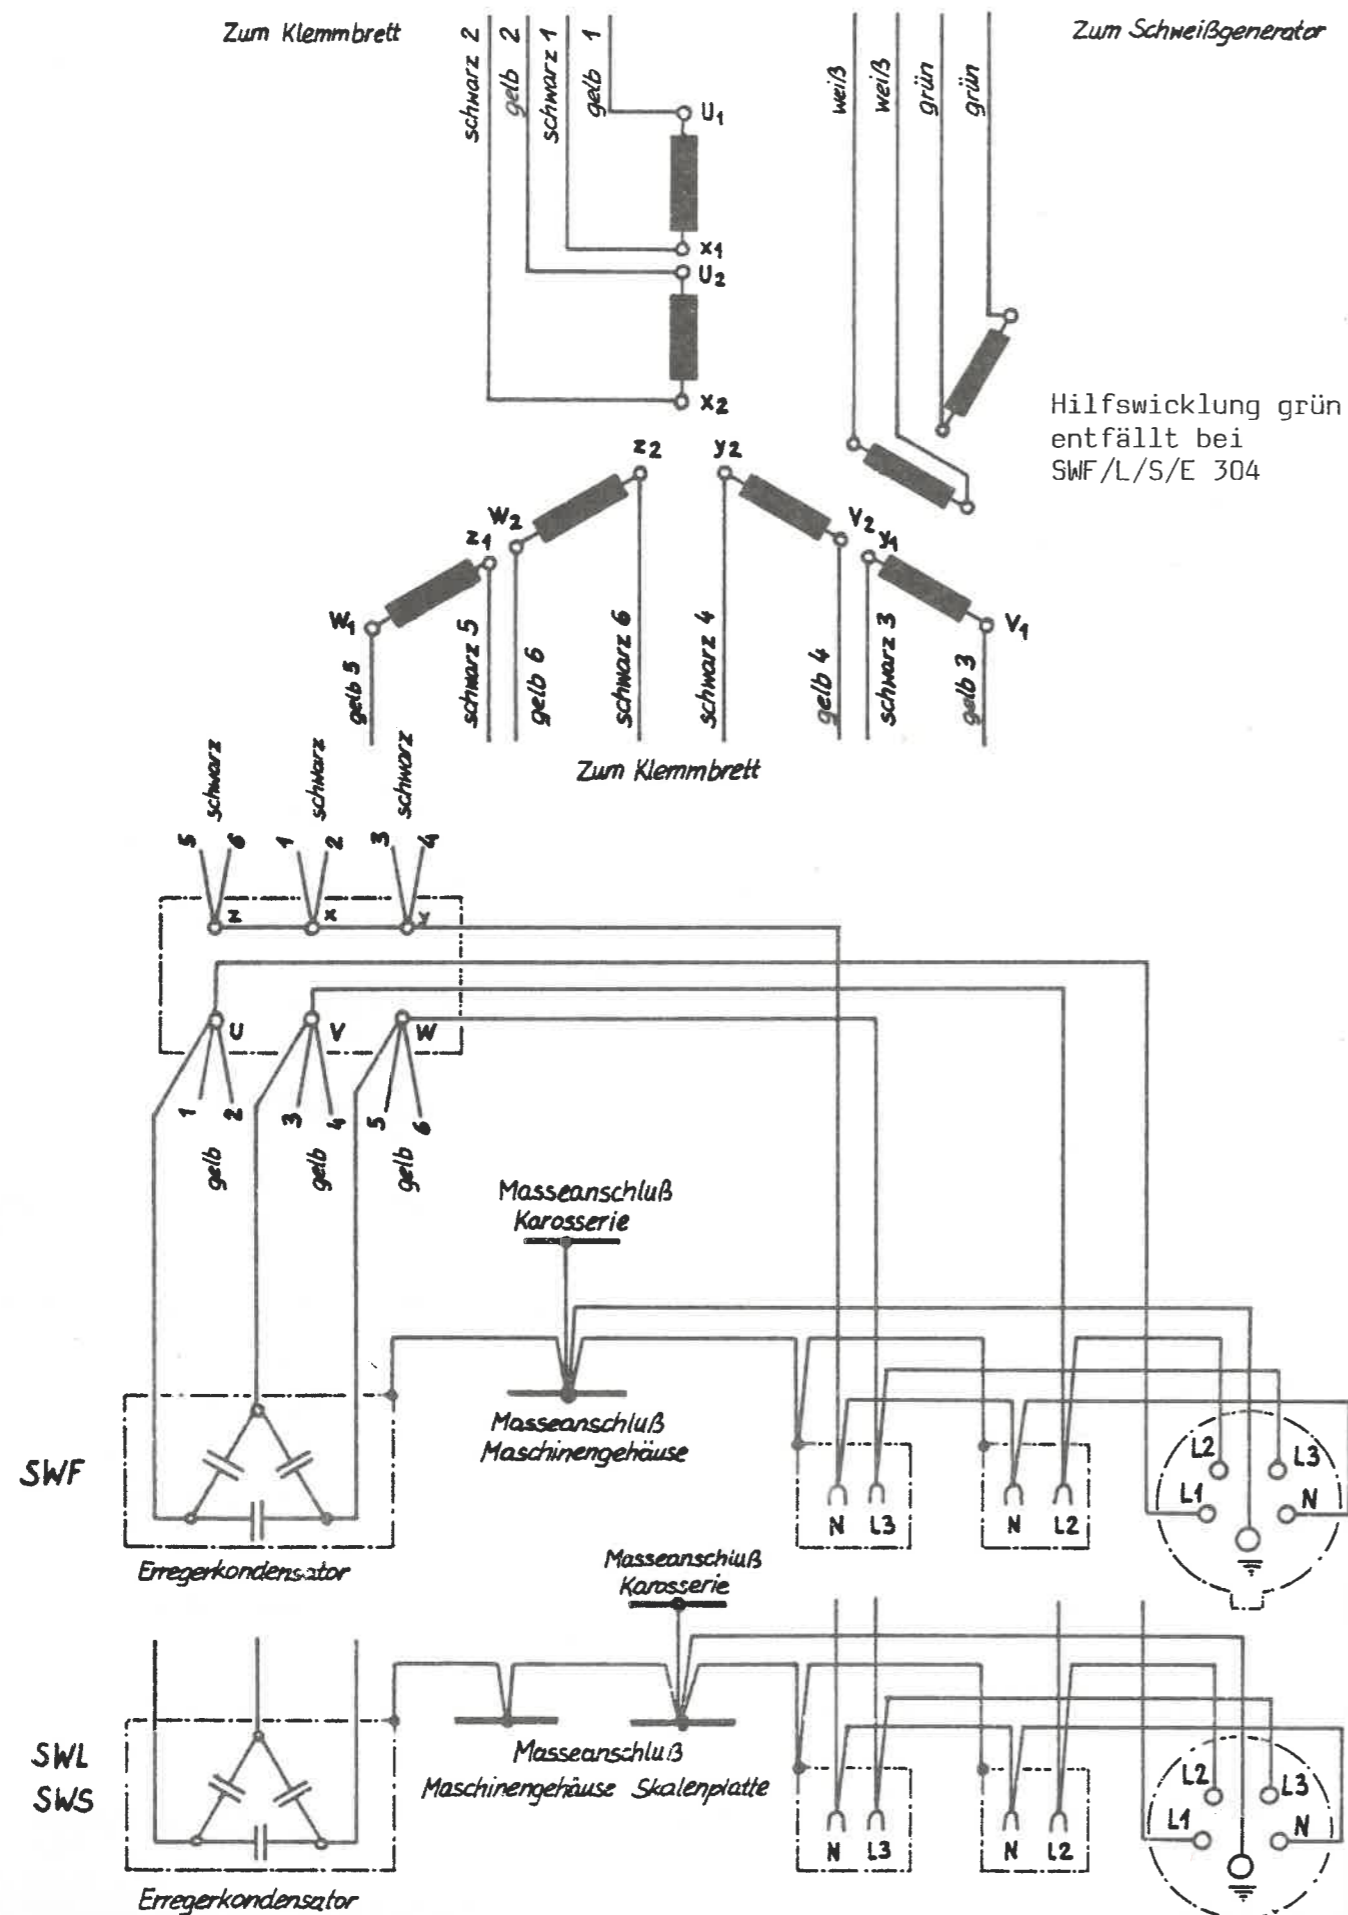 Zum Klemmbrett
schwarz 2
gelb 2
schwarz 1
gelb 1
weiß
weiß
grün
grün
Zum Schweißgenerator
U1
x1
U2
x2
Hilfswicklung grün
entfällt bei
SWF/L/S/E 304
z2
y2
W2
z1
V2
y1
W1
V1
gelb 5
schwarz 5
gelb 6
schwarz 6
schwarz 4
gelb 4
schwarz 3
gelb 3
Zum Klemmbrett
schwarz
schwarz
schwarz
5
6
1
2
3
4
z
x
y
U
V
W
1
2
3
4
5
6
gelb
gelb
gelb
Masseanschluß
Karosserie
Masseanschluß
Maschinengehäuse
SWF
Erregerkondensator
N
L3
N
L2
L2
L3
L1
N
Masseanschluß
Karosserie
SWL
SWS
Masseanschluß
Maschinengehäuse Skalenplatte
Erregerkondensator
N
L3
N
L2
L2
L3
L1
N